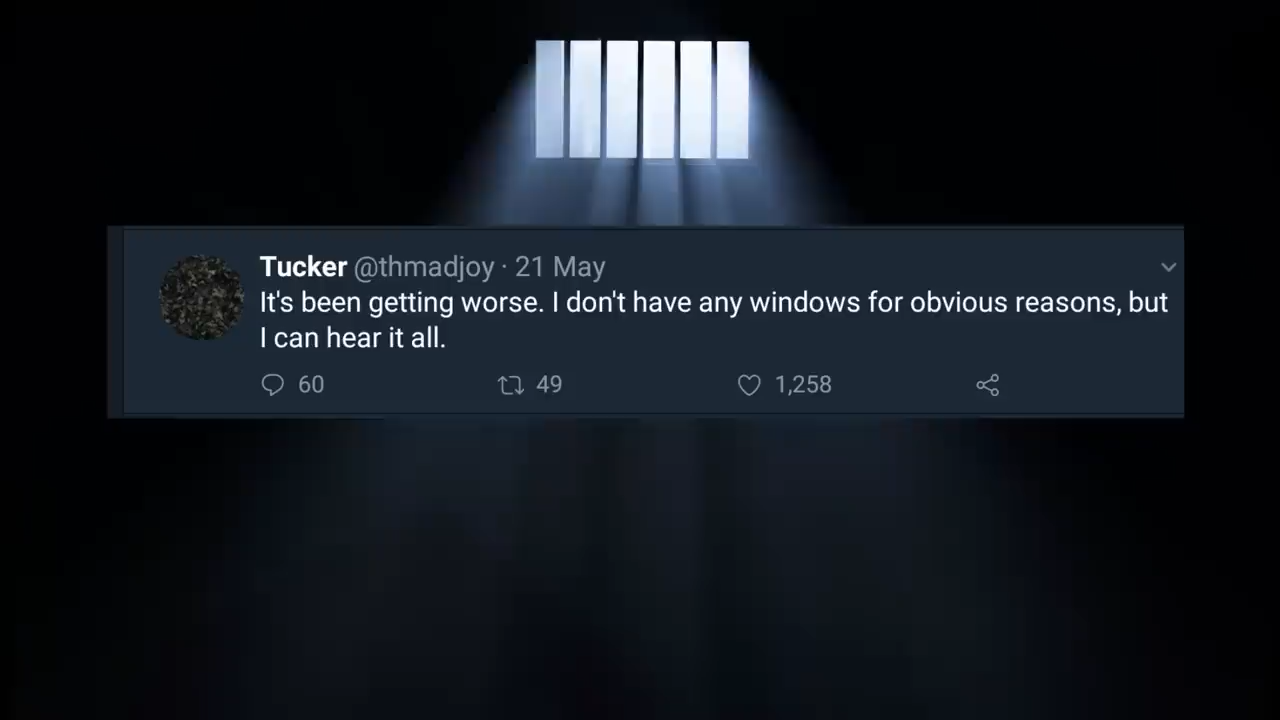 Tucker @thmadjoy · 21 May
It's been getting worse. I don't have any windows for obvious reasons, but
I can hear it all.
60 49 1,258